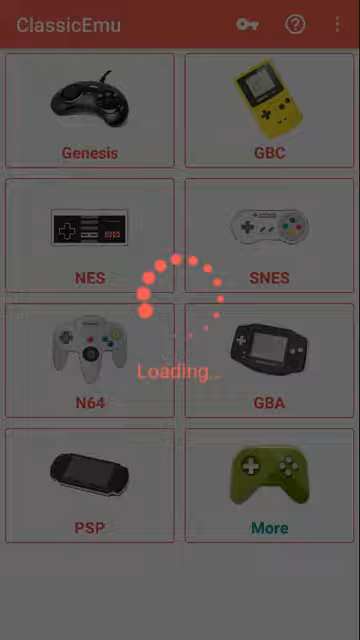 ClassicEmu
Genesis
GBC
NES
SNES
Loading...
N64
GBA
PSP
More